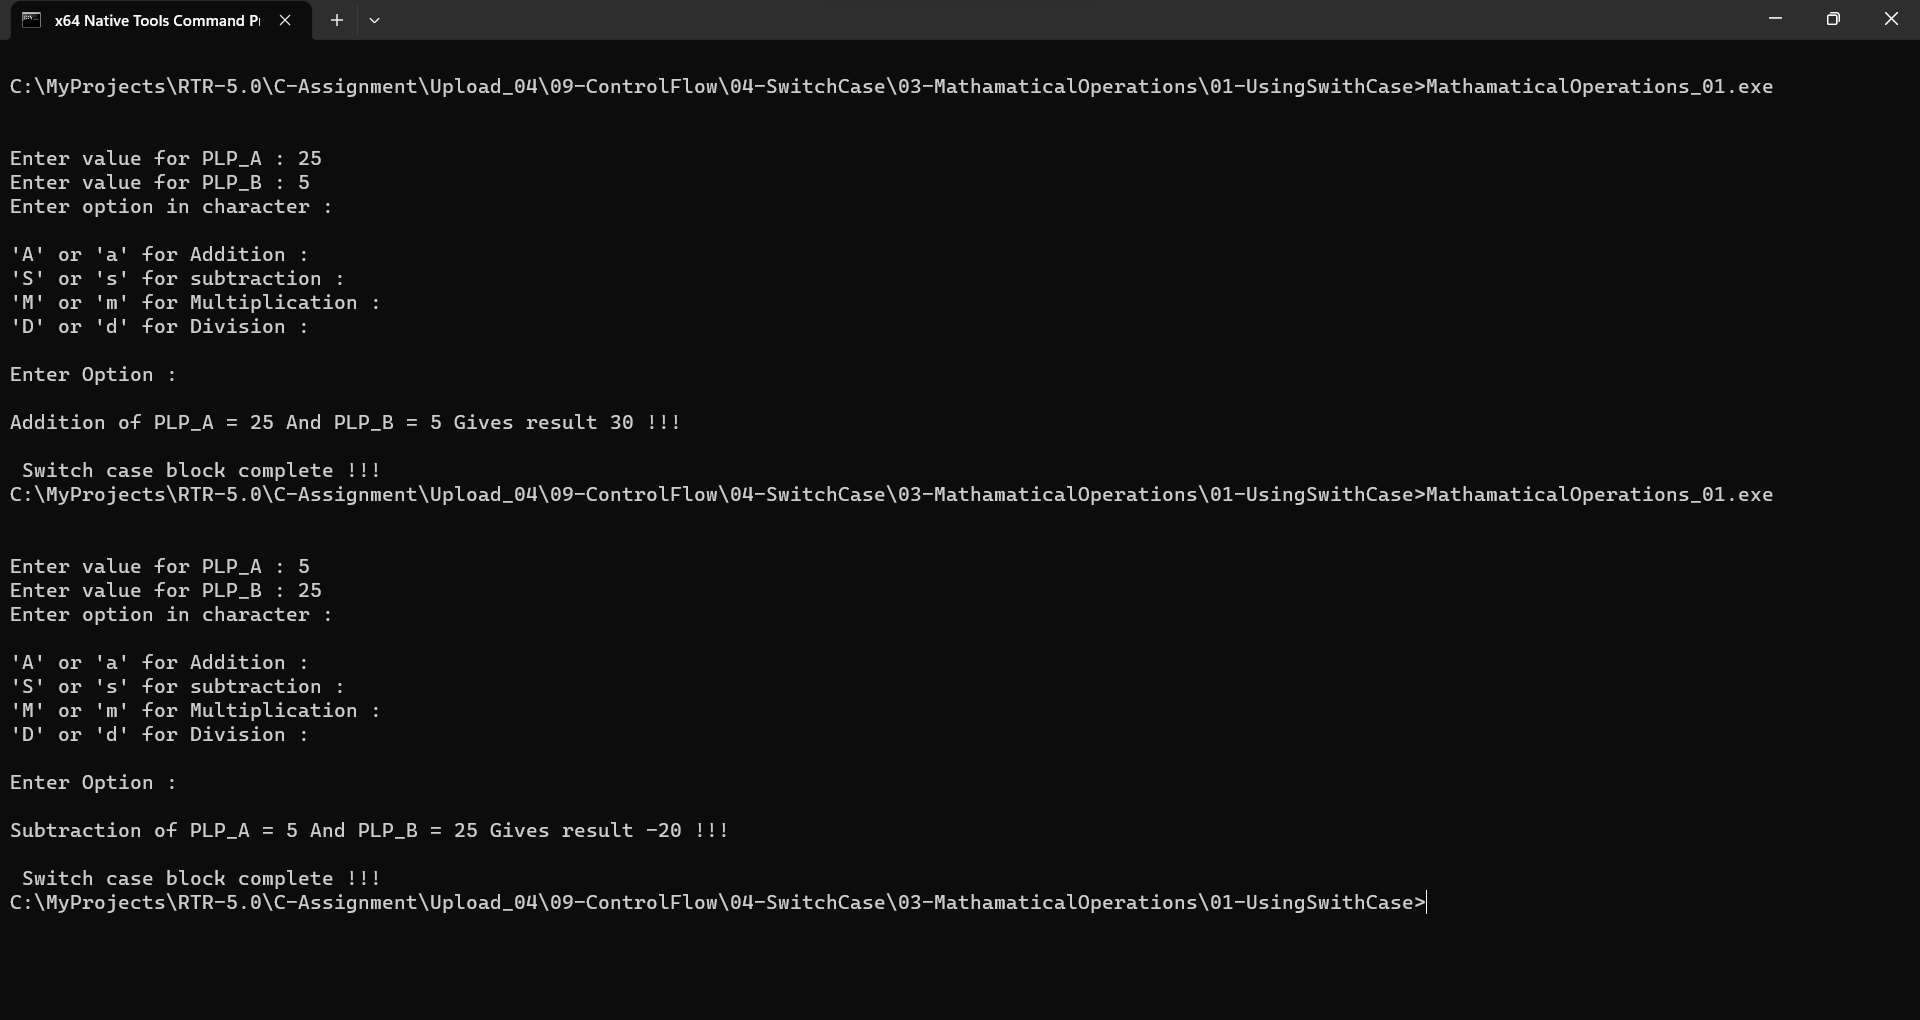 x64 Native Tools Command P
C:\MyProjects\RTR-5.0\C-Assignment\Upload_04\09-ControlFlow\04-SwitchCase\03-MathamaticalOperations\01-UsingSwithCase>MathamaticalOperations_01.exe
Enter value for PLP_A : 25
Enter value for PLP_B : 5
Enter option in character :
'A' or 'a' for Addition :
'S' or 's' for subtraction :
'M' or 'm' for Multiplication :
'D' or 'd' for Division :
Enter Option :
Addition of PLP_A = 25 And PLP_B = 5 Gives result 30 !!!
Switch case block complete !!!
C:\MyProjects\RTR-5.0\C-Assignment\Upload_04\09-ControlFlow\04-SwitchCase\03-MathamaticalOperations\01-UsingSwithCase>MathamaticalOperations_01.exe
Enter value for PLP_A : 5
Enter value for PLP_B : 25
Enter option in character :
'A' or 'a' for Addition :
'S' or 's' for subtraction :
'M' or 'm' for Multiplication :
'D' or 'd' for Division :
Enter Option :
Subtraction of PLP_A = 5 And PLP_B = 25 Gives result -20 !!!
Switch case block complete !!!
C:\MyProjects\RTR-5.0\C-Assignment\Upload_04\09-ControlFlow\04-SwitchCase\03-MathamaticalOperations\01-UsingSwithCase>